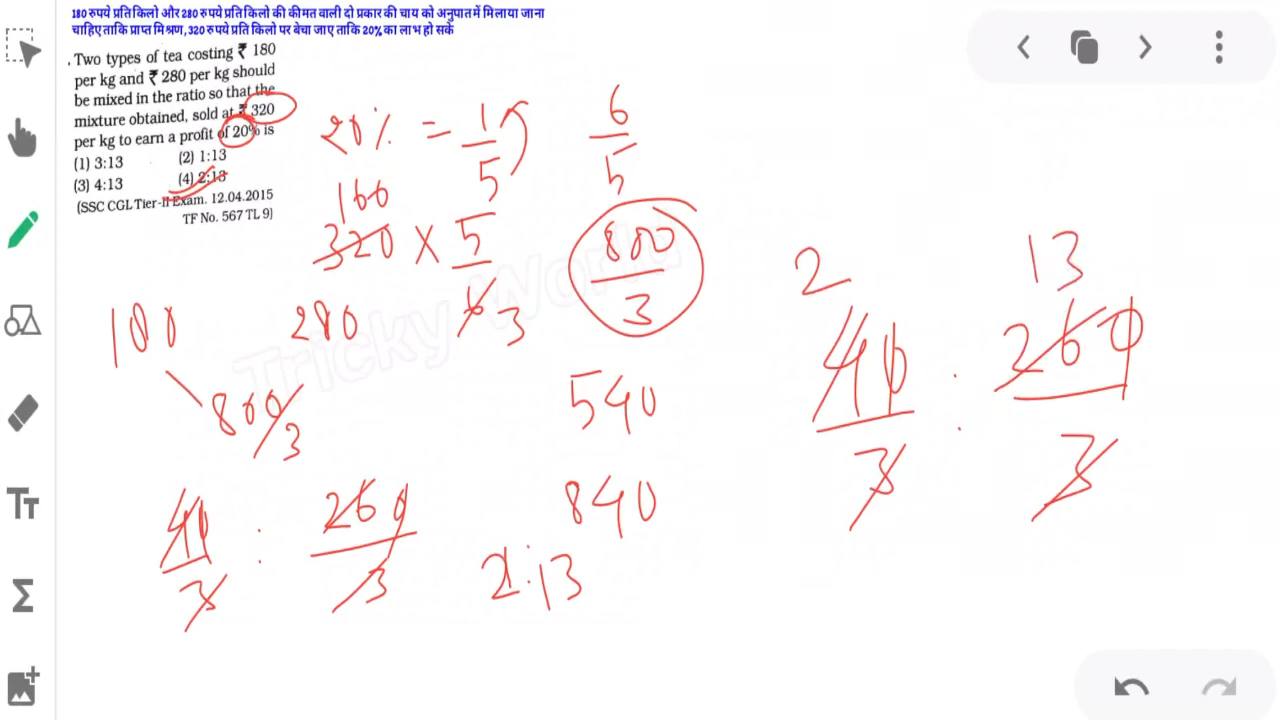 180 रुपये प्रति किलो और 280 रुपये प्रति किलो की कीमत वाली दो प्रकार की चाय को अनुपात में मिलाया जाना
चाहिए ताकि प्राप्त मिश्रण, 320 रुपये प्रति किलो पर बेचा जाए ताकि 20% का लाभ हो सके
. Two types of tea costing ₹ 180
per kg and ₹ 280 per kg should
be mixed in the ratio so that the
mixture obtained, sold at ₹ 320
per kg to earn a profit of 20% is
(1) 3:13 (2) 1:13
(3) 4:13 (4) 2:13
(SSC CGL Tier-II Exam. 12.04.2015
TF No. 567 TL 9)
20% = 1/5 6/5
160
320 × 5/6 3
800/3
180 280
800/3
40/3 : 260/3
540
840
2:13
2 13
40/3 : 260/3
Tricky World
TT
Σ